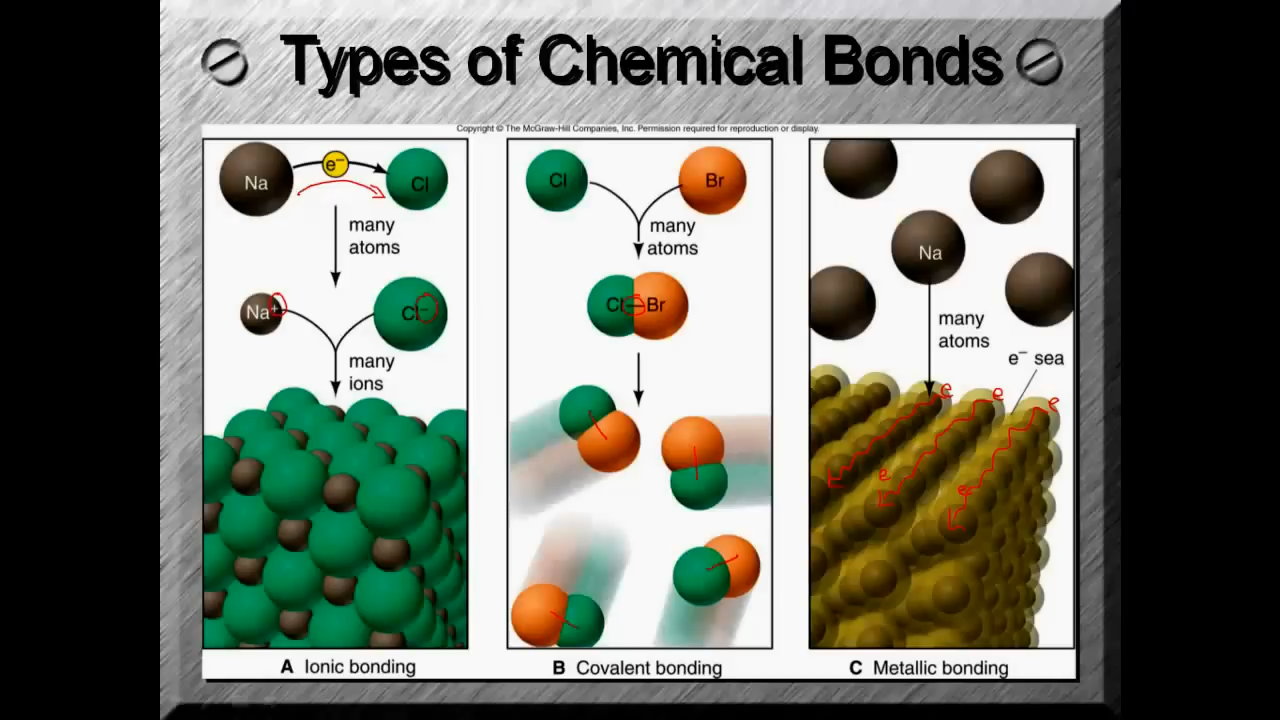 Types of Chemical Bonds
Copyright © The McGraw-Hill Companies, Inc. Permission required for reproduction or display.
Na
e⁻
Cl
many
atoms
Na⁺
Cl⁻
many
ions
A Ionic bonding
Cl
Br
many
atoms
Cl—Br
B Covalent bonding
Na
many
atoms
e⁻ sea
e
e
e
e
e
C Metallic bonding